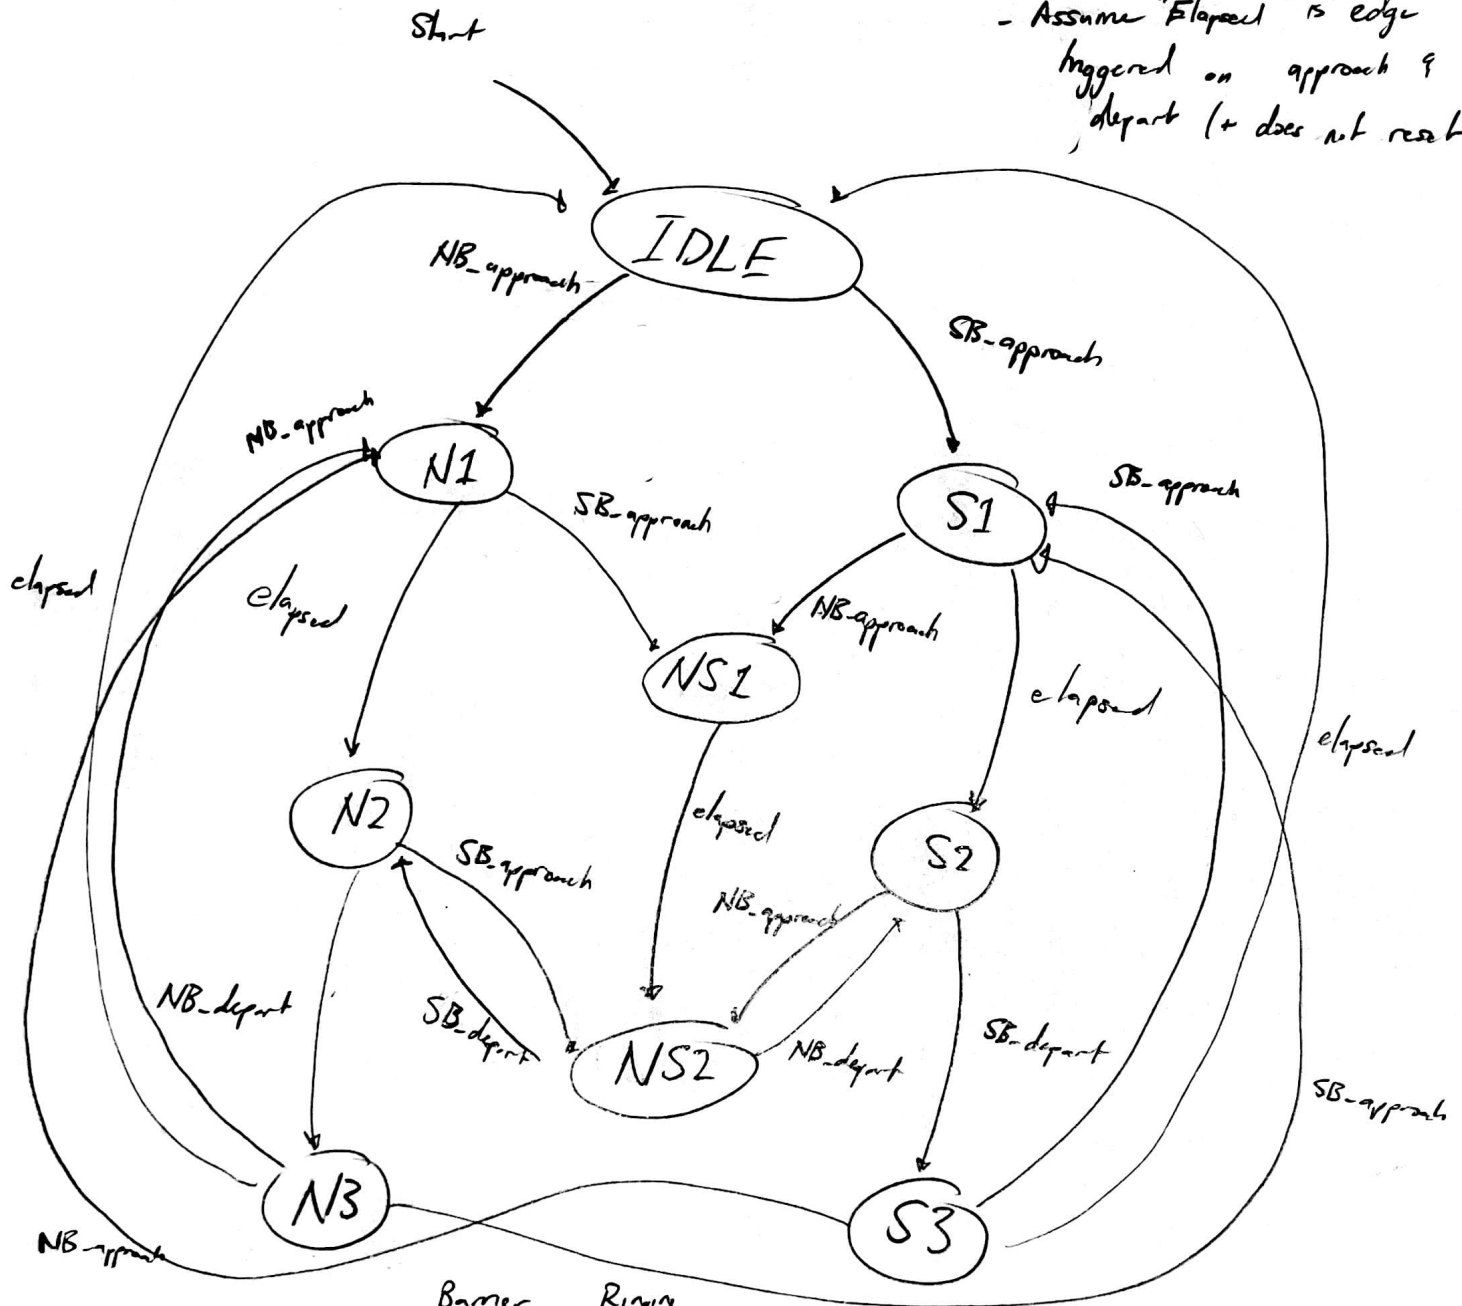 Start
- Assume Elapsed is edge
triggered on approach &
depart (+ does not reset
IDLE
NB_approach
SB_approach
NB_approach
N1
SB_approach
SB_approach
S1
elapsed
elapsed
NB_approach
NS1
elapsed
elapsed
N2
elapsed
SB_approach
S2
NB_approach
NB_depart
SB_depart
NS2
NB_depart
SB_depart
SB_approach
N3
S3
NB_approach
Barrier Ringing